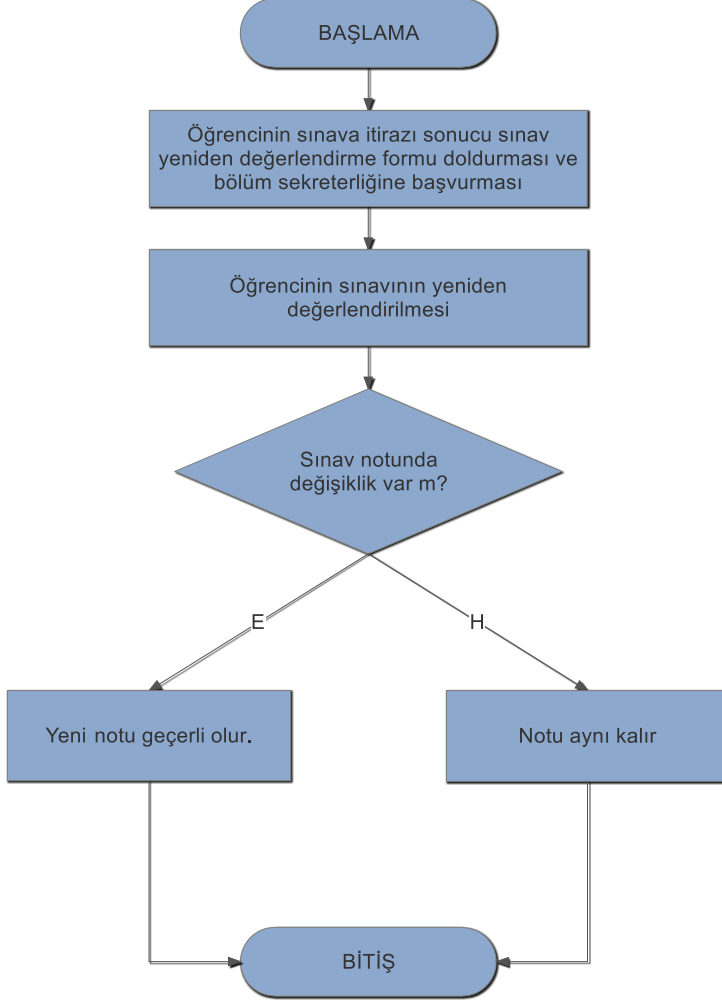 BAŞLAMA
Öğrencinin sınava itirazı sonucu sınav
yeniden değerlendirme formu doldurması ve
bölüm sekreterliğine başvurması
Öğrencinin sınavının yeniden
değerlendirilmesi
Sınav notunda
değişiklik var m?
E
H
Yeni notu geçerli olur.
Notu aynı kalır
BİTİŞ